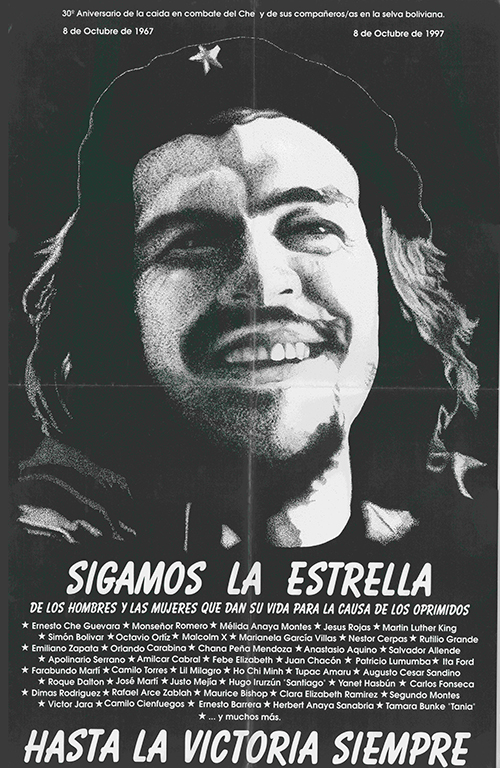 30º Aniversario de la caida en combate del Che y de sus compañeros/as en la selva boliviana.
8 de Octubre de 1967 8 de Octubre de 1997
SIGAMOS LA ESTRELLA
DE LOS HOMBRES Y LAS MUJERES QUE DAN SU VIDA PARA LA CAUSA DE LOS OPRIMIDOS
★ Ernesto Che Guevara ★ Monseñor Romero ★ Mélida Anaya Montes ★ Jesus Rojas ★ Martin Luther King
★ Simón Bolivar ★ Octavio Ortíz ★ Malcolm X ★ Marianela García Villas ★ Nestor Cerpas ★ Rutilio Grande
★ Emiliano Zapata ★ Orlando Carabina ★ Chana Peña Mendoza ★ Anastasio Aquino ★ Salvador Allende
★ Apolinario Serrano ★ Amilcar Cabral ★ Febe Elizabeth ★ Juan Chacón ★ Patricio Lumumba ★ Ita Ford
★ Farabundo Martí ★ Camilo Torres ★ Lil Milagro ★ Ho Chi Minh ★ Tupac Amaru ★ Augusto Cesar Sandino
★ Roque Dalton ★ José Martí ★ Justo Mejía ★ Hugo Irurzún 'Santiago' ★ Yanet Hasbún ★ Carlos Fonseca
★ Dimas Rodriguez ★ Rafael Arce Zablah ★ Maurice Bishop ★ Clara Elizabeth Ramirez ★ Segundo Montes
★ Victor Jara ★ Camilo Cienfuegos ★ Ernesto Barrera ★ Herbert Anaya Sanabria ★ Tamara Bunke 'Tania'
★ ... y muchos más.
HASTA LA VICTORIA SIEMPRE